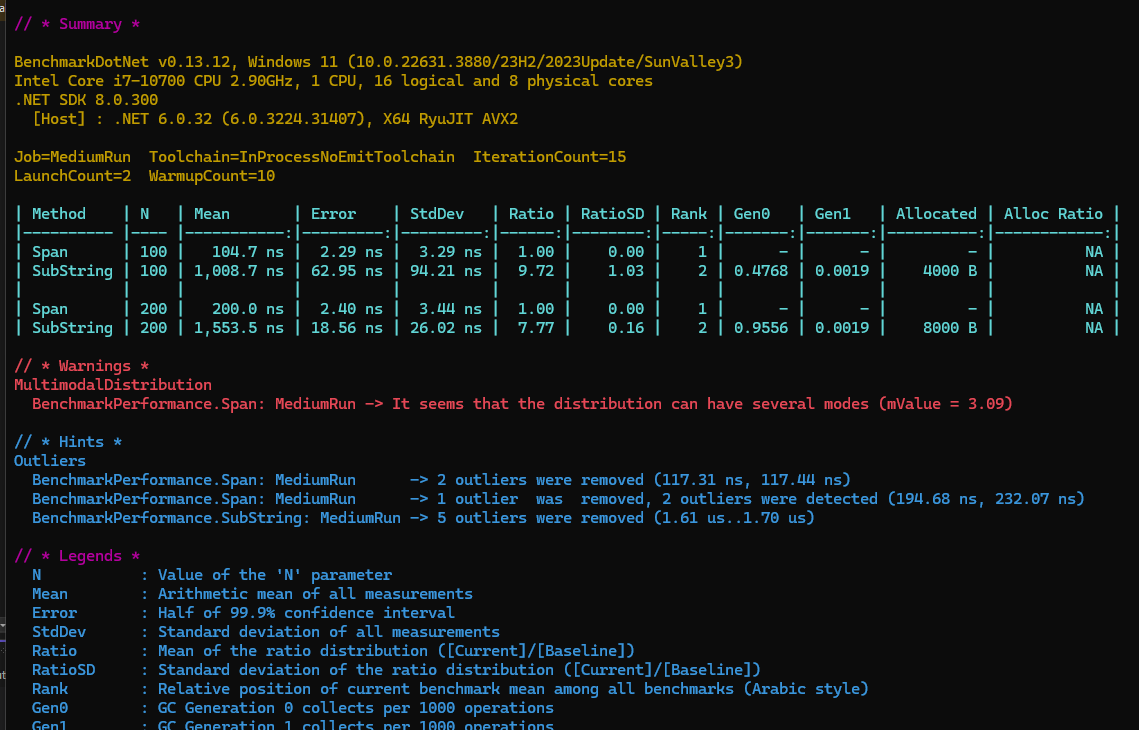 // * Summary *
BenchmarkDotNet v0.13.12, Windows 11 (10.0.22631.3880/23H2/2023Update/SunValley3)
Intel Core i7-10700 CPU 2.90GHz, 1 CPU, 16 logical and 8 physical cores
.NET SDK 8.0.300
  [Host] : .NET 6.0.32 (6.0.3224.31407), X64 RyuJIT AVX2
Job=MediumRun  Toolchain=InProcessNoEmitToolchain  IterationCount=15
LaunchCount=2  WarmupCount=10
| Method    | N   | Mean       | Error    | StdDev   | Ratio | RatioSD | Rank | Gen0   | Gen1   | Allocated | Alloc Ratio |
|---------- |---- |-----------:|---------:|---------:|------:|--------:|-----:|-------:|-------:|----------:|------------:|
| Span      | 100 |   104.7 ns |  2.29 ns |  3.29 ns |  1.00 |    0.00 |    1 |      - |      - |         - |          NA |
| SubString | 100 | 1,008.7 ns | 62.95 ns | 94.21 ns |  9.72 |    1.03 |    2 | 0.4768 | 0.0019 |    4000 B |          NA |
|           |     |            |          |          |       |         |      |        |        |           |             |
| Span      | 200 |   200.0 ns |  2.40 ns |  3.44 ns |  1.00 |    0.00 |    1 |      - |      - |         - |          NA |
| SubString | 200 | 1,553.5 ns | 18.56 ns | 26.02 ns |  7.77 |    0.16 |    2 | 0.9556 | 0.0019 |    8000 B |          NA |
// * Warnings *
MultimodalDistribution
  BenchmarkPerformance.Span: MediumRun -> It seems that the distribution can have several modes (mValue = 3.09)
// * Hints *
Outliers
  BenchmarkPerformance.Span: MediumRun      -> 2 outliers were removed (117.31 ns, 117.44 ns)
  BenchmarkPerformance.Span: MediumRun      -> 1 outlier  was  removed, 2 outliers were detected (194.68 ns, 232.07 ns)
  BenchmarkPerformance.SubString: MediumRun -> 5 outliers were removed (1.61 us..1.70 us)
// * Legends *
  N           : Value of the 'N' parameter
  Mean        : Arithmetic mean of all measurements
  Error       : Half of 99.9% confidence interval
  StdDev      : Standard deviation of all measurements
  Ratio       : Mean of the ratio distribution ([Current]/[Baseline])
  RatioSD     : Standard deviation of the ratio distribution ([Current]/[Baseline])
  Rank        : Relative position of current benchmark mean among all benchmarks (Arabic style)
  Gen0        : GC Generation 0 collects per 1000 operations
  Gen1        : GC Generation 1 collects per 1000 operations